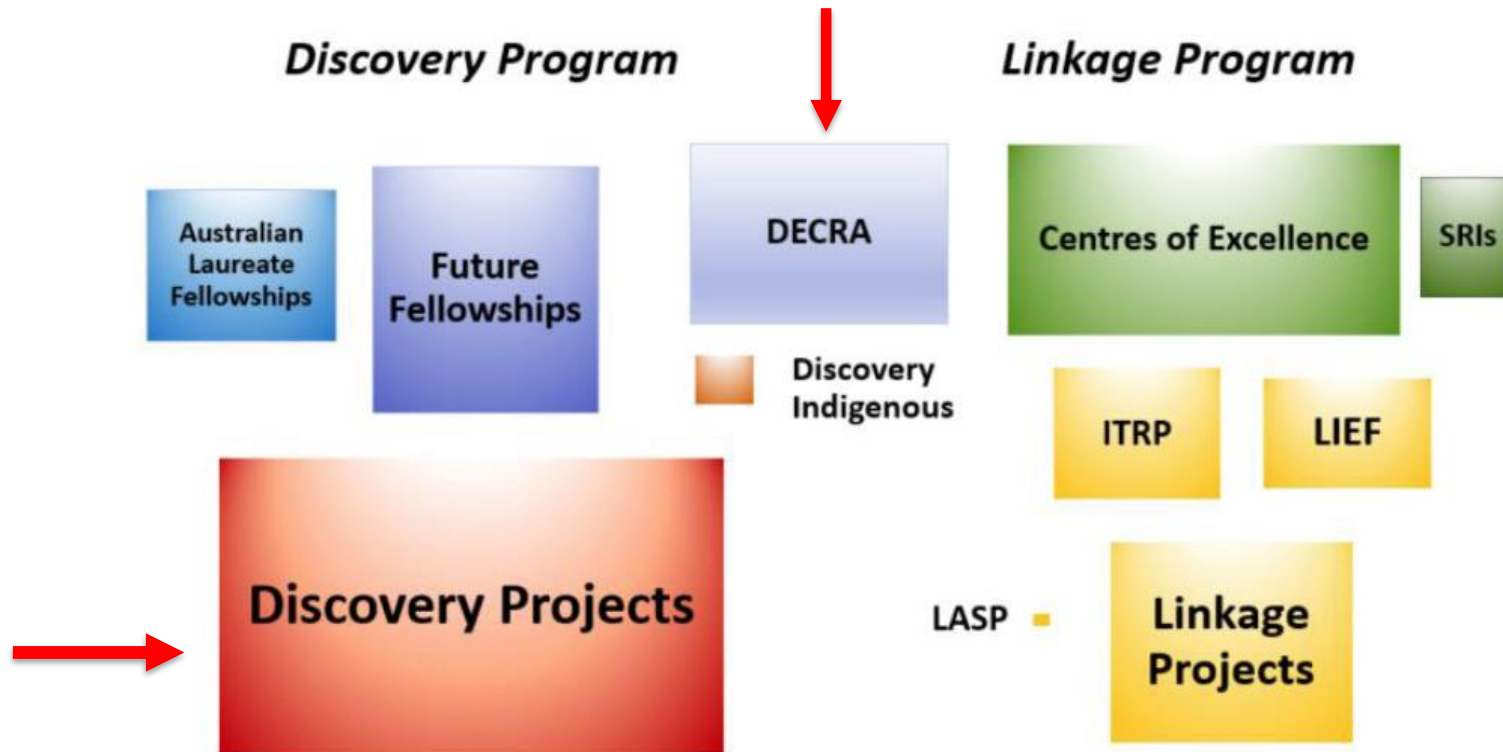 Discovery Program
Linkage Program
Australian
Laureate
Fellowships
Future
Fellowships
DECRA
Centres of Excellence
SRIs
Discovery
Indigenous
ITRP
LIEF
Discovery Projects
LASP
Linkage
Projects